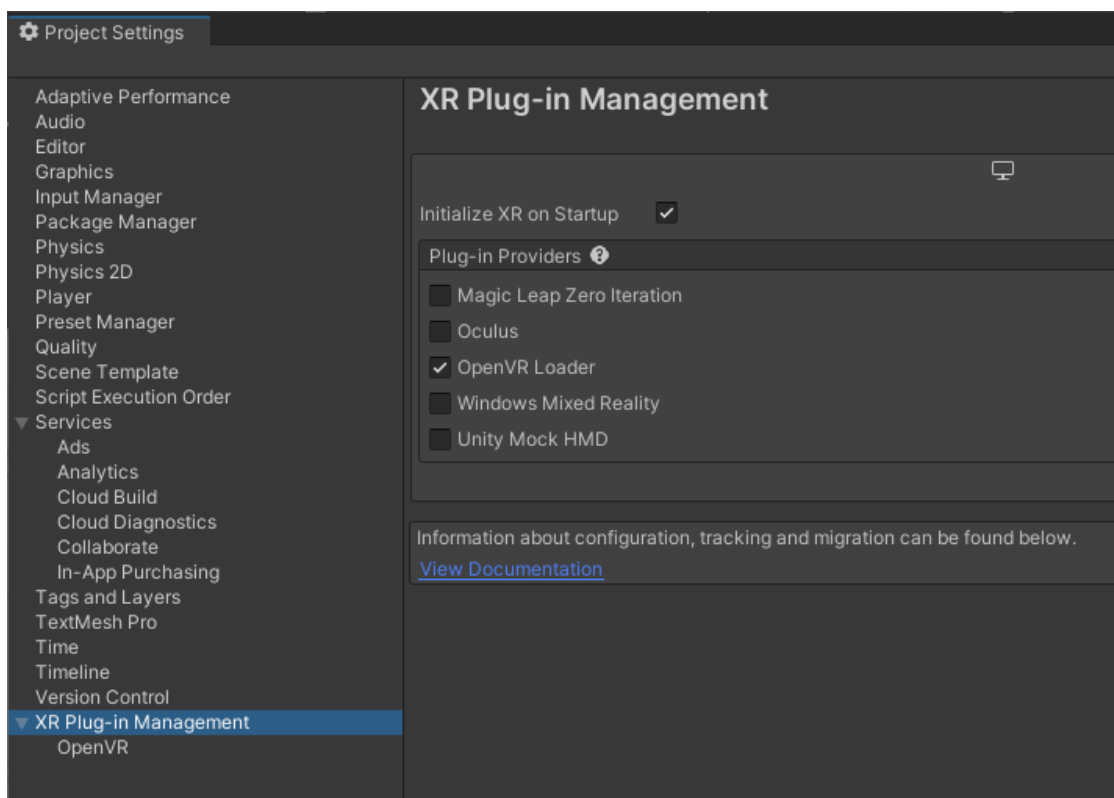 Project Settings
Adaptive Performance
Audio
Editor
Graphics
Input Manager
Package Manager
Physics
Physics 2D
Player
Preset Manager
Quality
Scene Template
Script Execution Order
Services
Ads
Analytics
Cloud Build
Cloud Diagnostics
Collaborate
In-App Purchasing
Tags and Layers
TextMesh Pro
Time
Timeline
Version Control
XR Plug-in Management
OpenVR
XR Plug-in Management
Initialize XR on Startup
Plug-in Providers
Magic Leap Zero Iteration
Oculus
OpenVR Loader
Windows Mixed Reality
Unity Mock HMD
Information about configuration, tracking and migration can be found below.
View Documentation